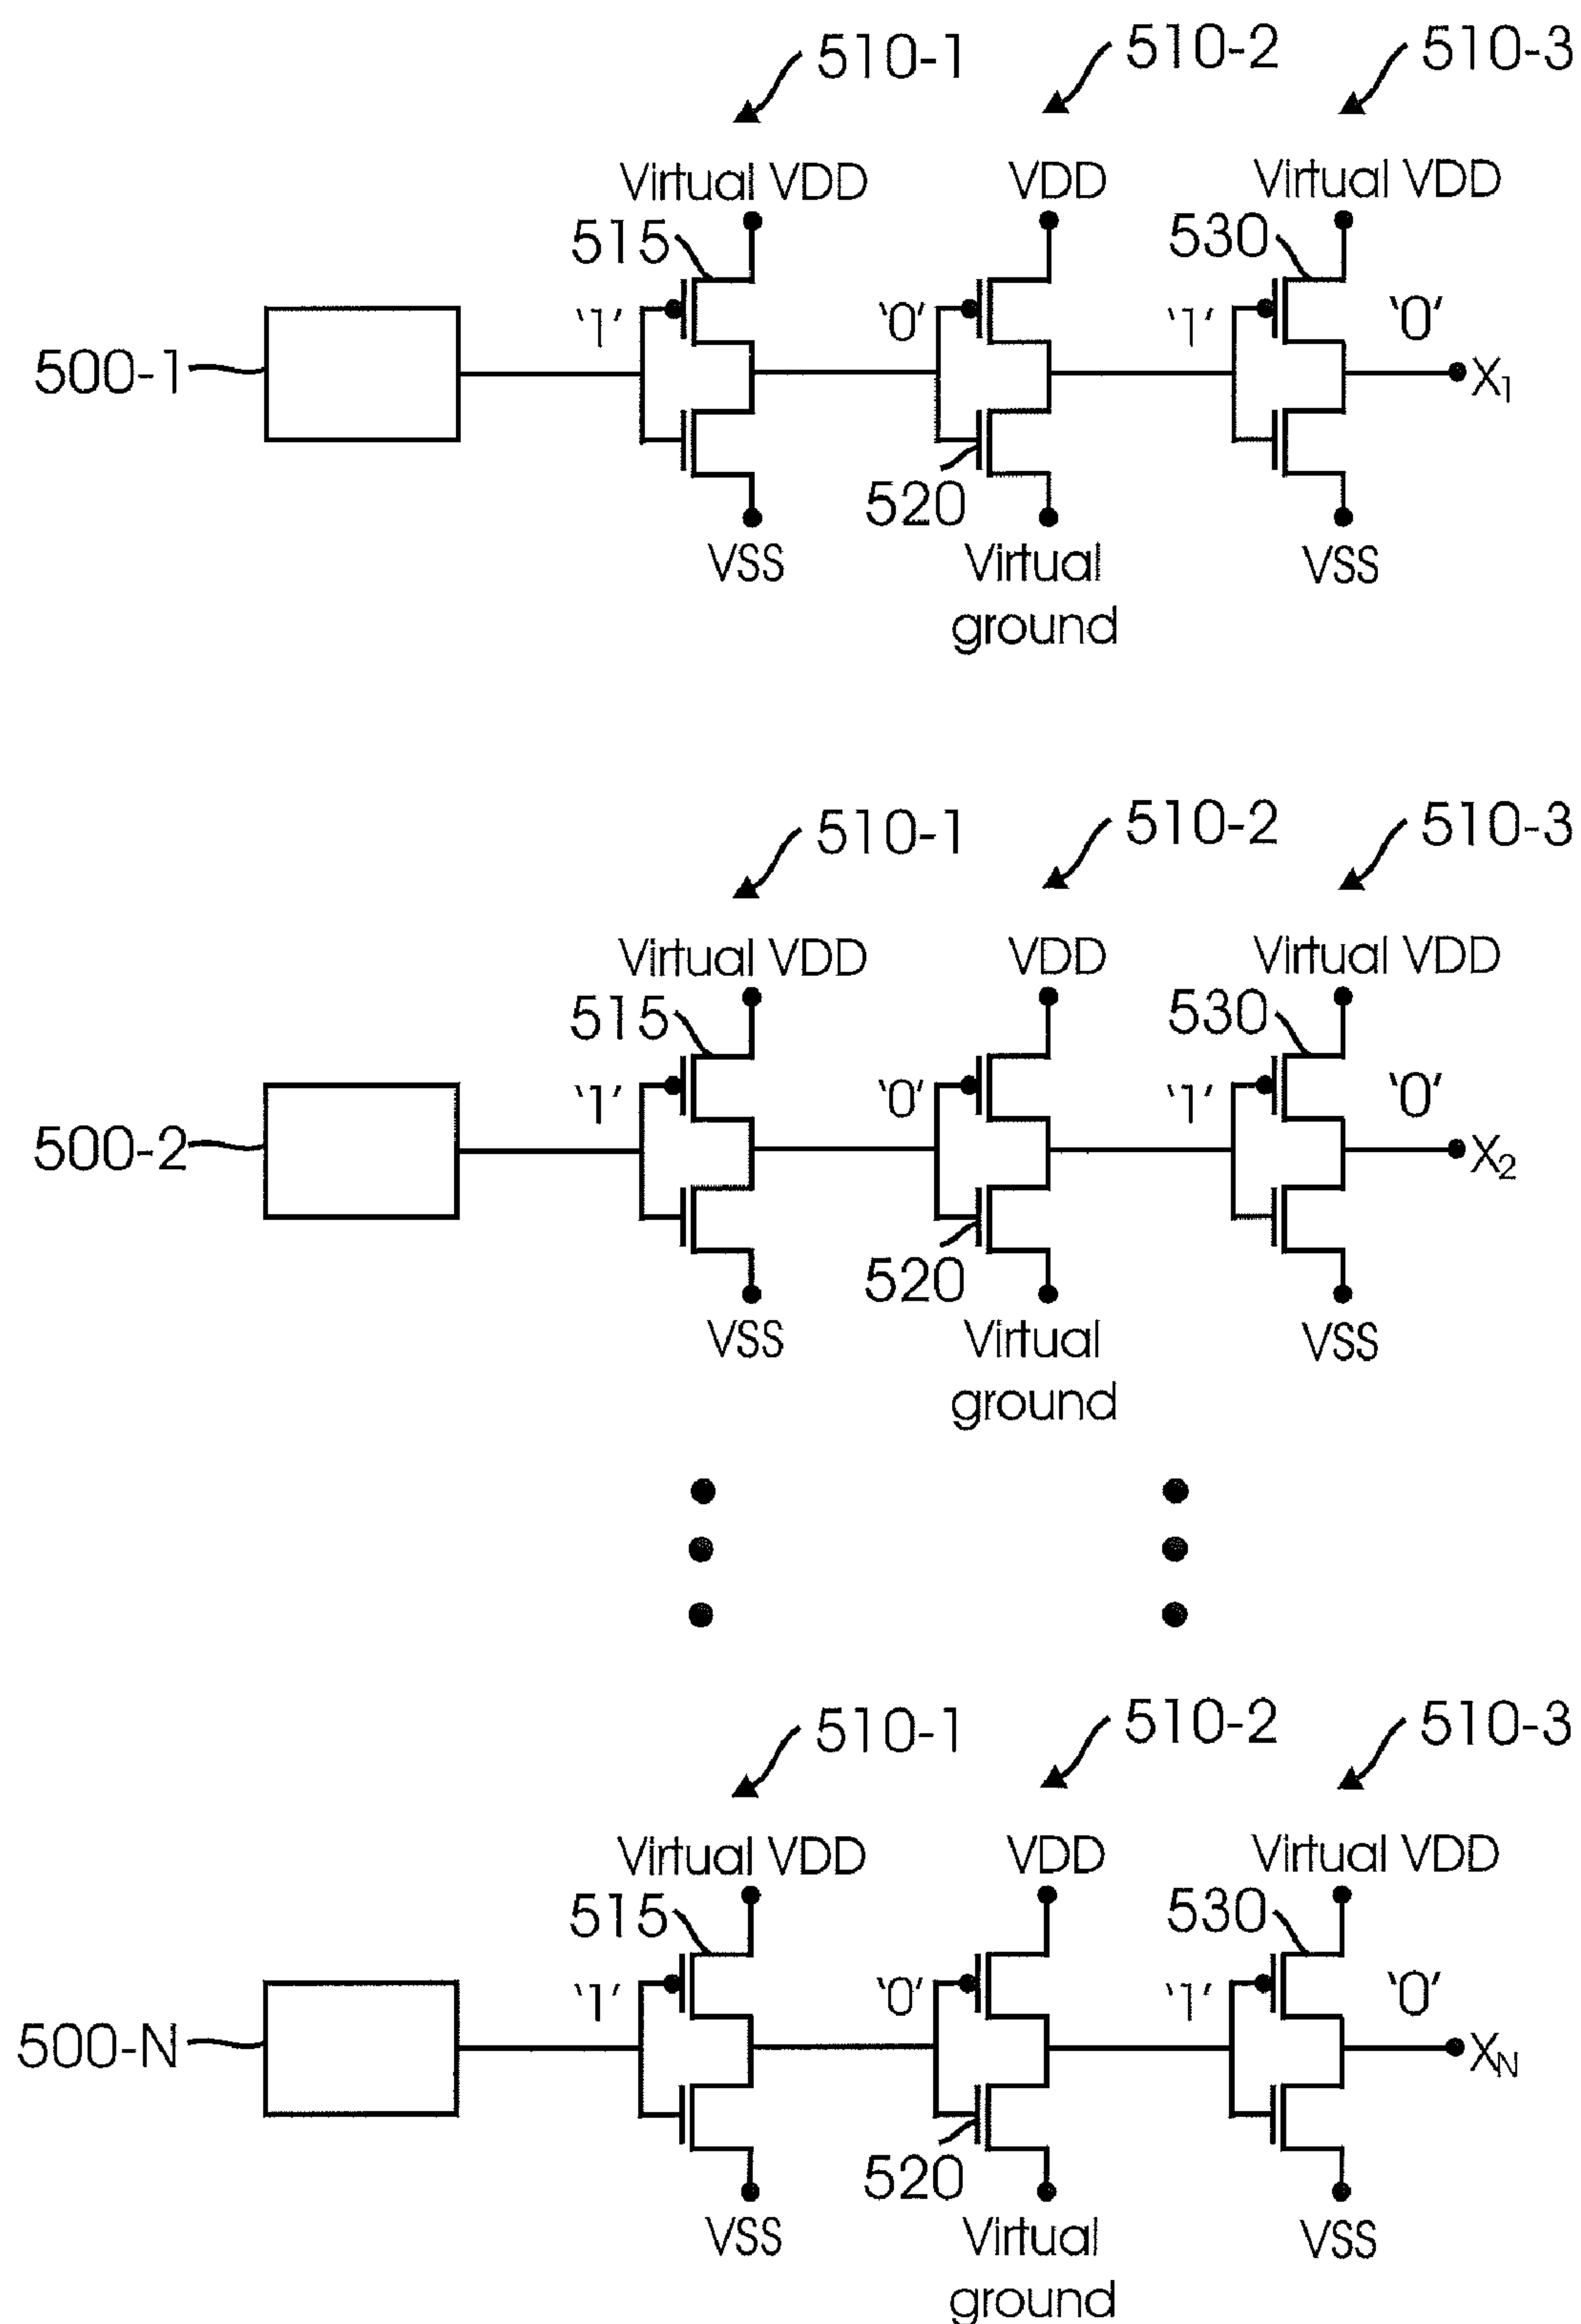 510-1 510-2 510-3
Virtual VDD VDD Virtual VDD
515 530
'1' '0' '1' '0'
500-1 X1
520
VSS Virtual ground VSS
510-1 510-2 510-3
Virtual VDD VDD Virtual VDD
515 530
'1' '0' '1' '0'
500-2 X2
520
VSS Virtual ground VSS
510-1 510-2 510-3
Virtual VDD VDD Virtual VDD
515 530
'1' '0' '1' '0'
500-N XN
520
VSS Virtual ground VSS